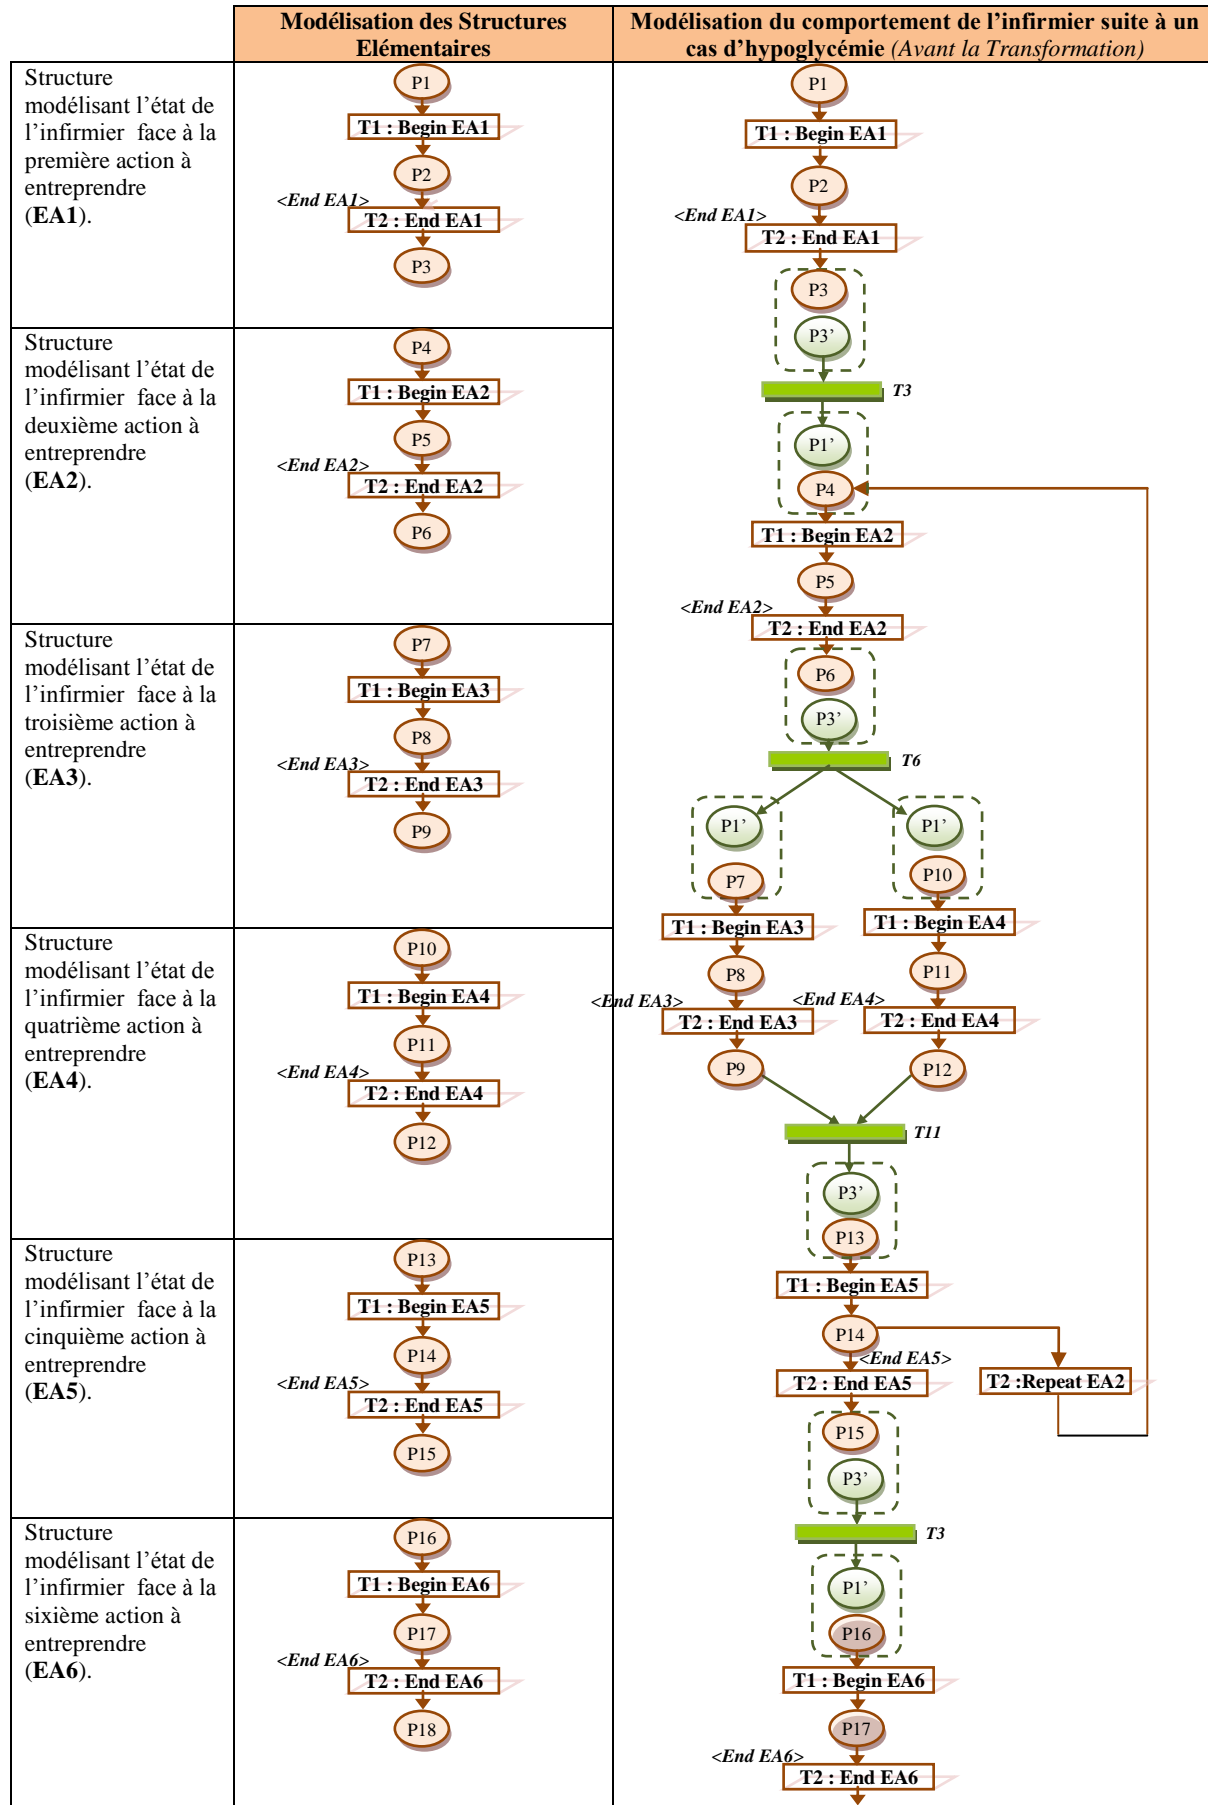 Modélisation des Structures
Elémentaires
Modélisation du comportement de l’infirmier suite à un
cas d’hypoglycémie (Avant la Transformation)
Structure
modélisant l’état de
l’infirmier face à la
première action à
entreprendre
(EA1).
P1
T1 : Begin EA1
P2
<End EA1>
T2 : End EA1
P3
Structure
modélisant l’état de
l’infirmier face à la
deuxième action à
entreprendre
(EA2).
P4
T1 : Begin EA2
P5
<End EA2>
T2 : End EA2
P6
Structure
modélisant l’état de
l’infirmier face à la
troisième action à
entreprendre
(EA3).
P7
T1 : Begin EA3
P8
<End EA3>
T2 : End EA3
P9
Structure
modélisant l’état de
l’infirmier face à la
quatrième action à
entreprendre
(EA4).
P10
T1 : Begin EA4
P11
<End EA4>
T2 : End EA4
P12
Structure
modélisant l’état de
l’infirmier face à la
cinquième action à
entreprendre
(EA5).
P13
T1 : Begin EA5
P14
<End EA5>
T2 : End EA5
P15
Structure
modélisant l’état de
l’infirmier face à la
sixième action à
entreprendre
(EA6).
P16
T1 : Begin EA6
P17
<End EA6>
T2 : End EA6
P18
P1
T1 : Begin EA1
P2
<End EA1>
T2 : End EA1
P3
P3’
T3
P1’
P4
T1 : Begin EA2
P5
<End EA2>
T2 : End EA2
P6
P3’
T6
P1’
P7
T1 : Begin EA3
P8
<End EA3>
T2 : End EA3
P9
P1’
P10
T1 : Begin EA4
P11
<End EA4>
T2 : End EA4
P12
T11
P3’
P13
T1 : Begin EA5
P14
<End EA5>
T2 : End EA5
T2 :Repeat EA2
P15
P3’
T3
P1’
P16
T1 : Begin EA6
P17
<End EA6>
T2 : End EA6